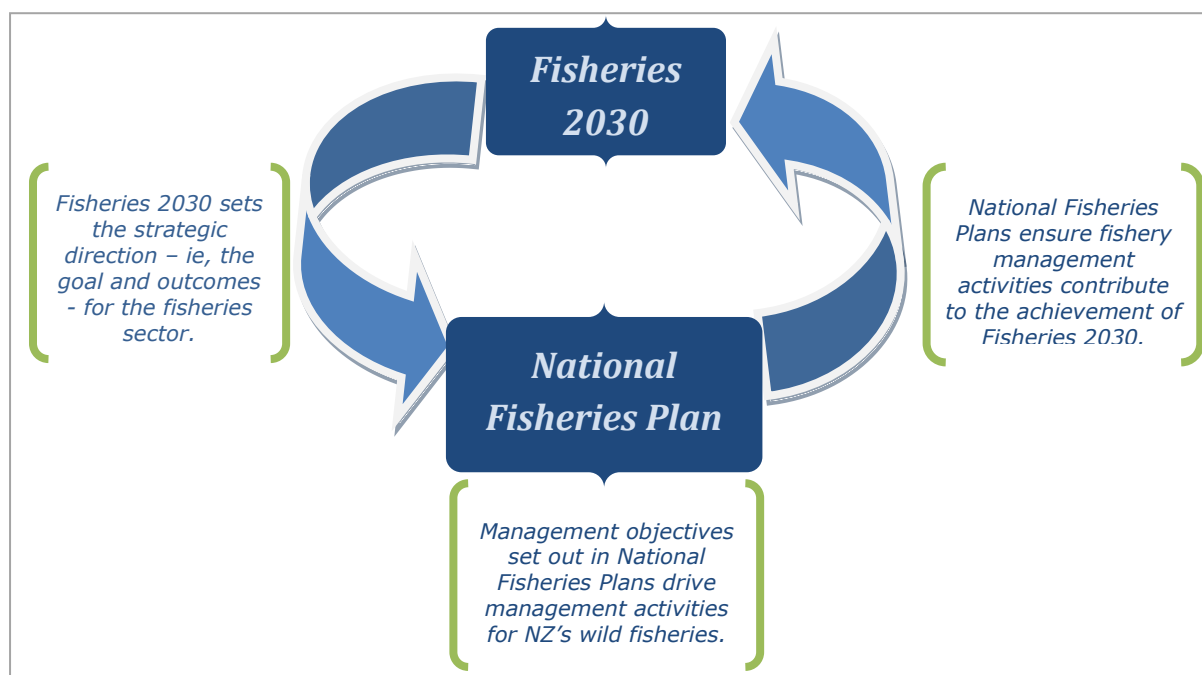 Fisheries
2030
Fisheries 2030 sets
the strategic
direction – ie, the
goal and outcomes
- for the fisheries
sector.
National Fisheries
Plans ensure fishery
management
activities contribute
to the achievement of
Fisheries 2030.
National
Fisheries Plan
Management objectives
set out in National
Fisheries Plans drive
management activities
for NZ’s wild fisheries.